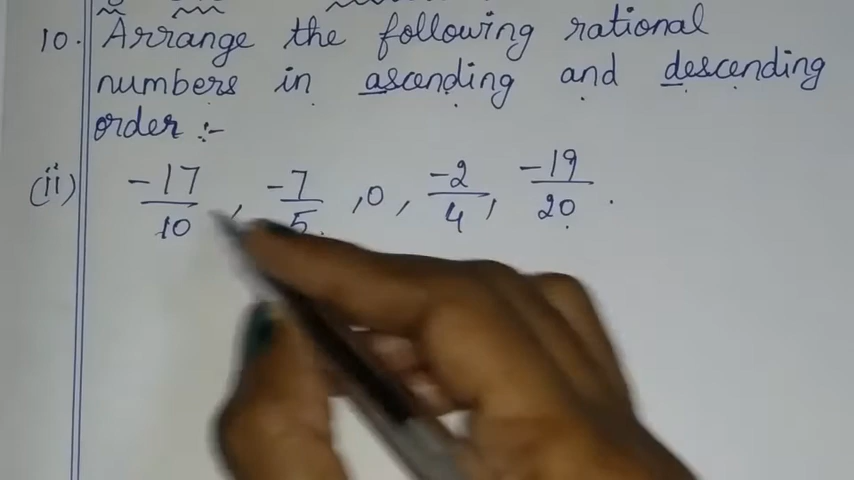 10. Arrange the following rational
numbers in ascending and descending
order :-
(ii) -17/10 , -7/5 , 0 , -2/4 , -19/20 .